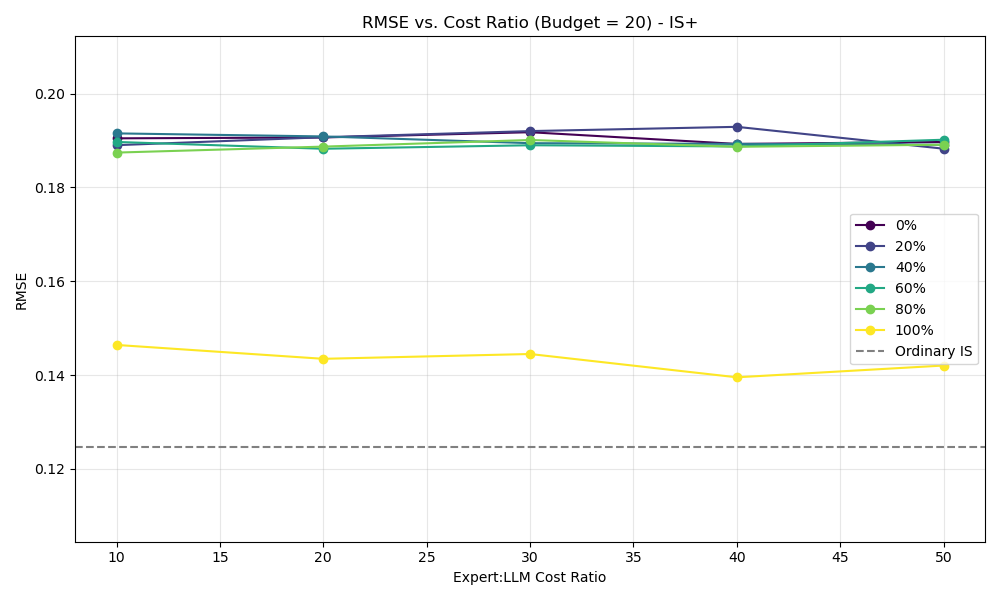 RMSE vs. Cost Ratio (Budget = 20) - IS+
RMSE
0.20
0.18
0.16
0.14
0.12
0%
20%
40%
60%
80%
100%
Ordinary IS
10 15 20 25 30 35 40 45 50
Expert:LLM Cost Ratio